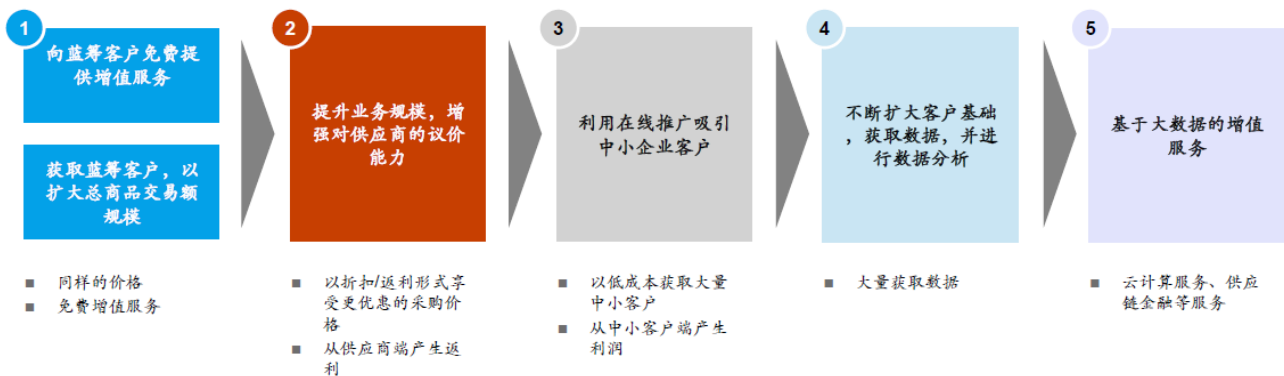 1
向蓝筹客户免费提
供增值服务
获取蓝筹客户，以
扩大总商品交易额
规模
同样的价格
免费增值服务
2
提升业务规模，增
强对供应商的议价
能力
以折扣/返利形式享
受更优惠的采购价
格
从供应商端产生返
利
3
利用在线推广吸引
中小企业客户
以低成本获取大量
中小客户
从中小客户端产生
利润
4
不断扩大客户基础
，获取数据，并进
行数据分析
大量获取数据
5
基于大数据的增值
服务
云计算服务、供应
链金融等服务